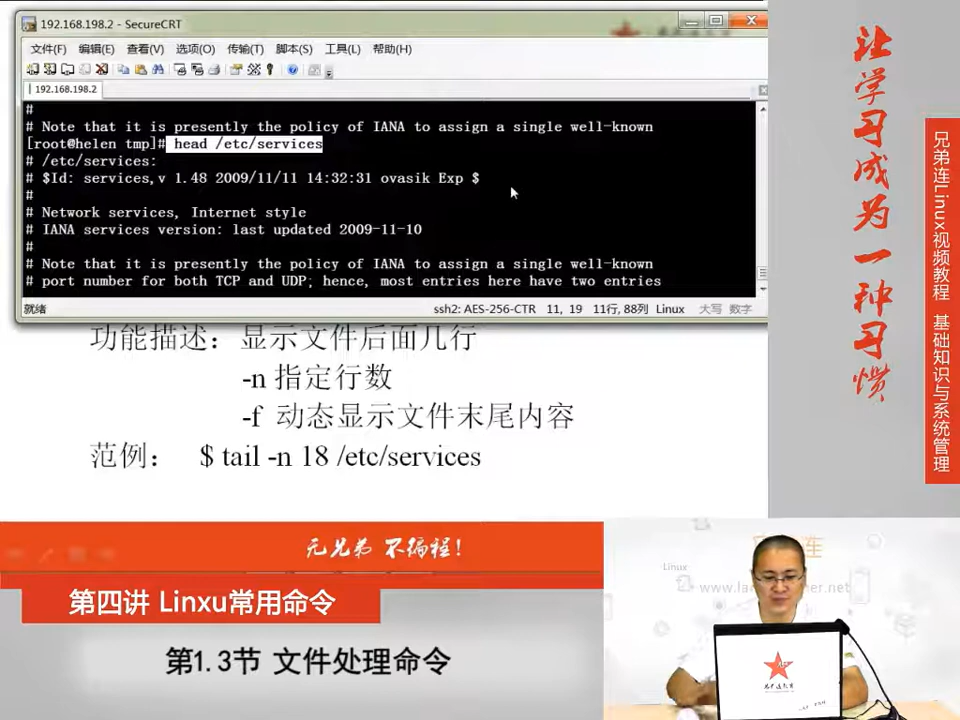 192.168.198.2 - SecureCRT
文件(F) 编辑(E) 查看(V) 选项(O) 传输(T) 脚本(S) 工具(L) 帮助(H)
192.168.198.2
#
# Note that it is presently the policy of IANA to assign a single well-known
[root@helen tmp]# head /etc/services
# /etc/services:
# $Id: services,v 1.48 2009/11/11 14:32:31 ovasik Exp $
#
# Network services, Internet style
# IANA services version: last updated 2009-11-10
#
# Note that it is presently the policy of IANA to assign a single well-known
# port number for both TCP and UDP; hence, most entries here have two entries
就绪 ssh2: AES-256-CTR 11, 19 11行, 88列 Linux 大写 数字
功能描述：显示文件后面几行
-n 指定行数
-f 动态显示文件末尾内容
范例： $ tail -n 18 /etc/services
让学习成为一种习惯
兄弟连Linux视频教程 基础知识与系统管理
无兄弟 不编程！
第四讲 Linxu常用命令
第1.3节 文件处理命令
Linux